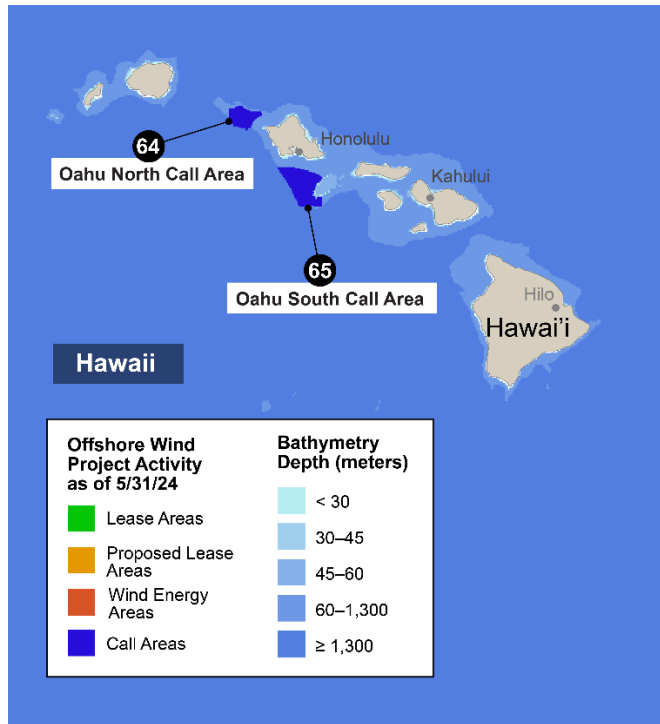 Honolulu
64
Oahu North Call Area
Kahului
65
Oahu South Call Area
Hilo
Hawai'i
Hawaii
Offshore Wind
Project Activity
as of 5/31/24
Lease Areas
Proposed Lease
Areas
Wind Energy
Areas
Call Areas
Bathymetry
Depth (meters)
< 30
30–45
45–60
60–1,300
≥ 1,300